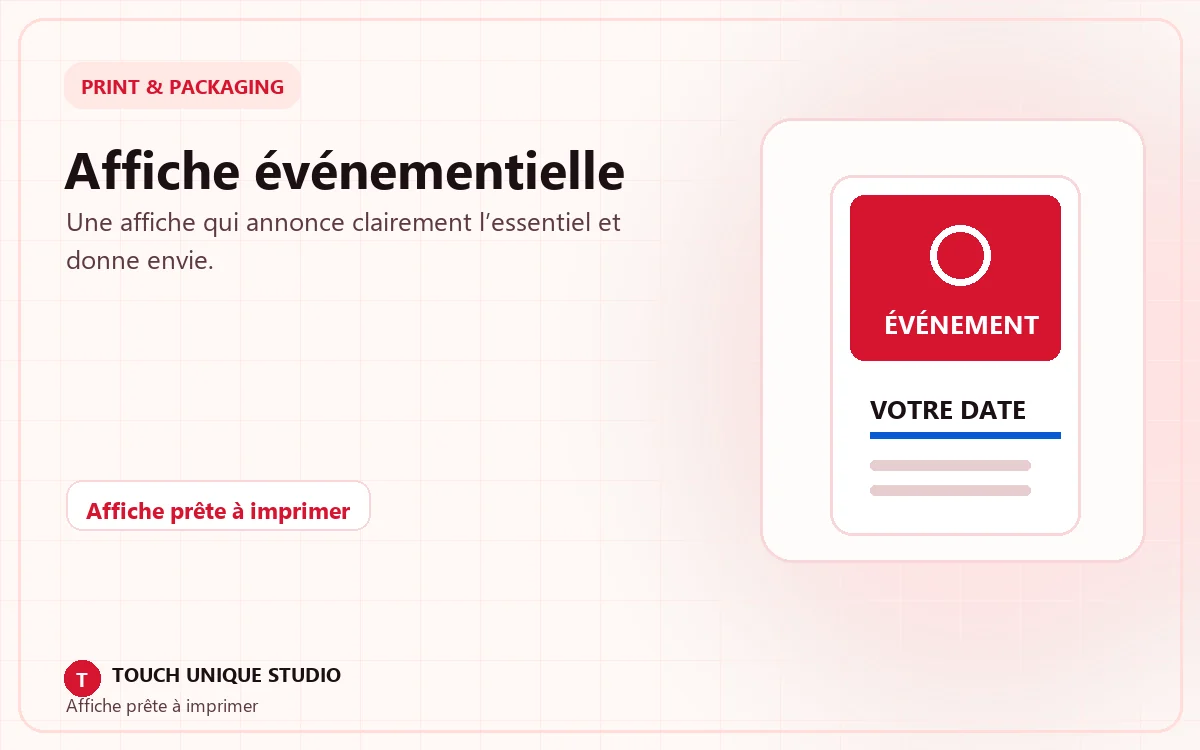 PRINT & PACKAGING
Affiche événementielle
Une affiche qui annonce clairement l’essentiel et
donne envie.
ÉVÉNEMENT
VOTRE DATE
Affiche prête à imprimer
T
TOUCH UNIQUE STUDIO
Affiche prête à imprimer